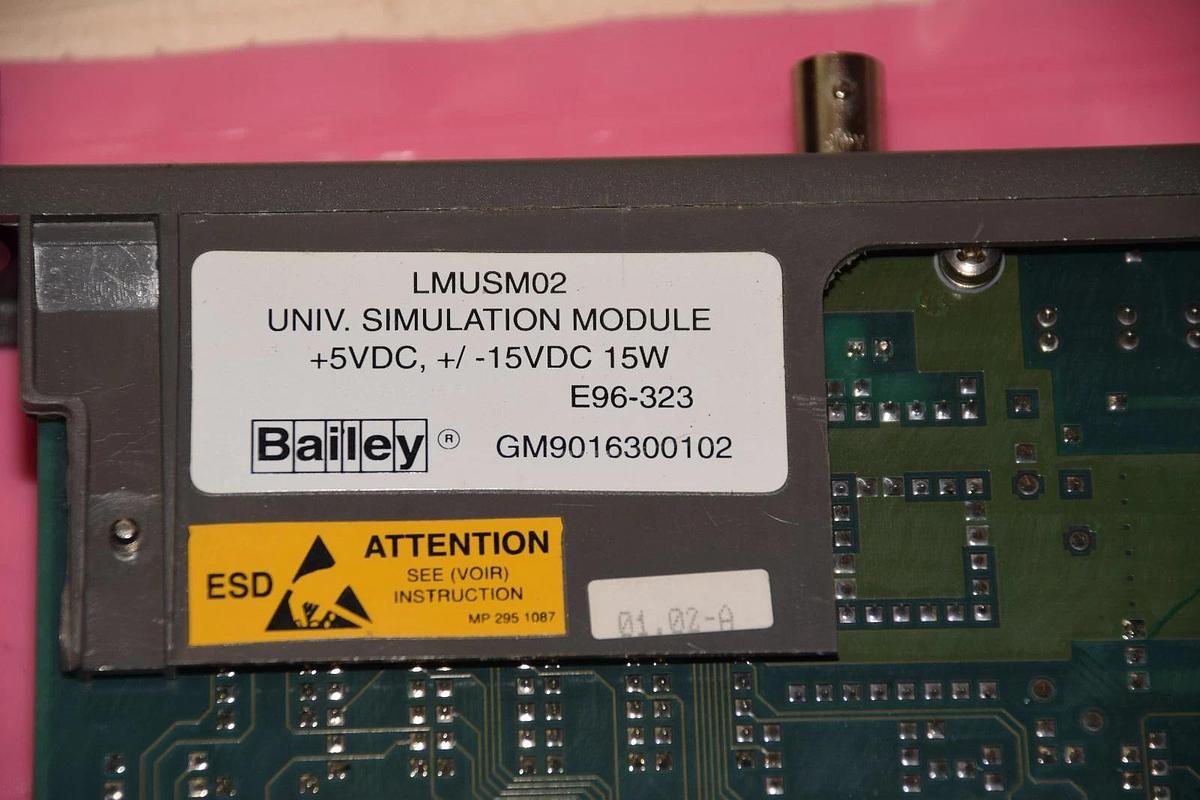 LMUSM02
UNIV. SIMULATION MODULE
+5VDC, +/ -15VDC 15W
E96-323
Bailey ® GM9016300102
ATTENTION
ESD
SEE (VOIR)
INSTRUCTION
MP 295 1087
01.02-A